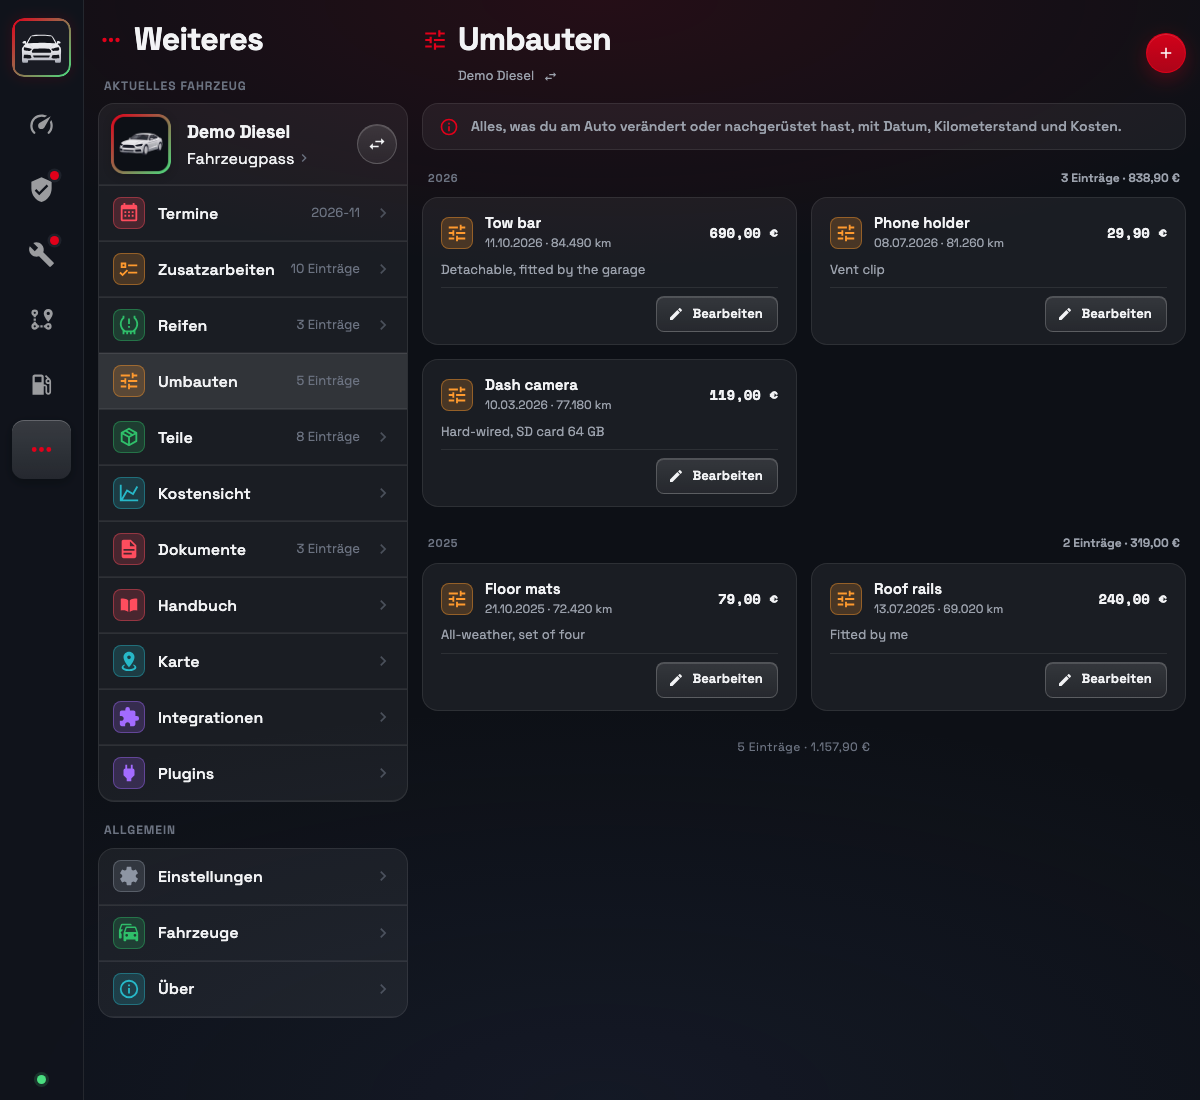 Weiteres
AKTUELLES FAHRZEUG
Demo Diesel
Fahrzeugpass
Termine 2026-11
Zusatzarbeiten 10 Einträge
Reifen 3 Einträge
Umbauten 5 Einträge
Teile 8 Einträge
Kostensicht
Dokumente 3 Einträge
Handbuch
Karte
Integrationen
Plugins
ALLGEMEIN
Einstellungen
Fahrzeuge
Über
Umbauten
Demo Diesel
Alles, was du am Auto verändert oder nachgerüstet hast, mit Datum, Kilometerstand und Kosten.
2026 3 Einträge · 838,90 €
Tow bar 690,00 €
11.10.2026 · 84.490 km
Detachable, fitted by the garage
Bearbeiten
Phone holder 29,90 €
08.07.2026 · 81.260 km
Vent clip
Bearbeiten
Dash camera 119,00 €
10.03.2026 · 77.180 km
Hard-wired, SD card 64 GB
Bearbeiten
2025 2 Einträge · 319,00 €
Floor mats 79,00 €
21.10.2025 · 72.420 km
All-weather, set of four
Bearbeiten
Roof rails 240,00 €
13.07.2025 · 69.020 km
Fitted by me
Bearbeiten
5 Einträge · 1.157,90 €